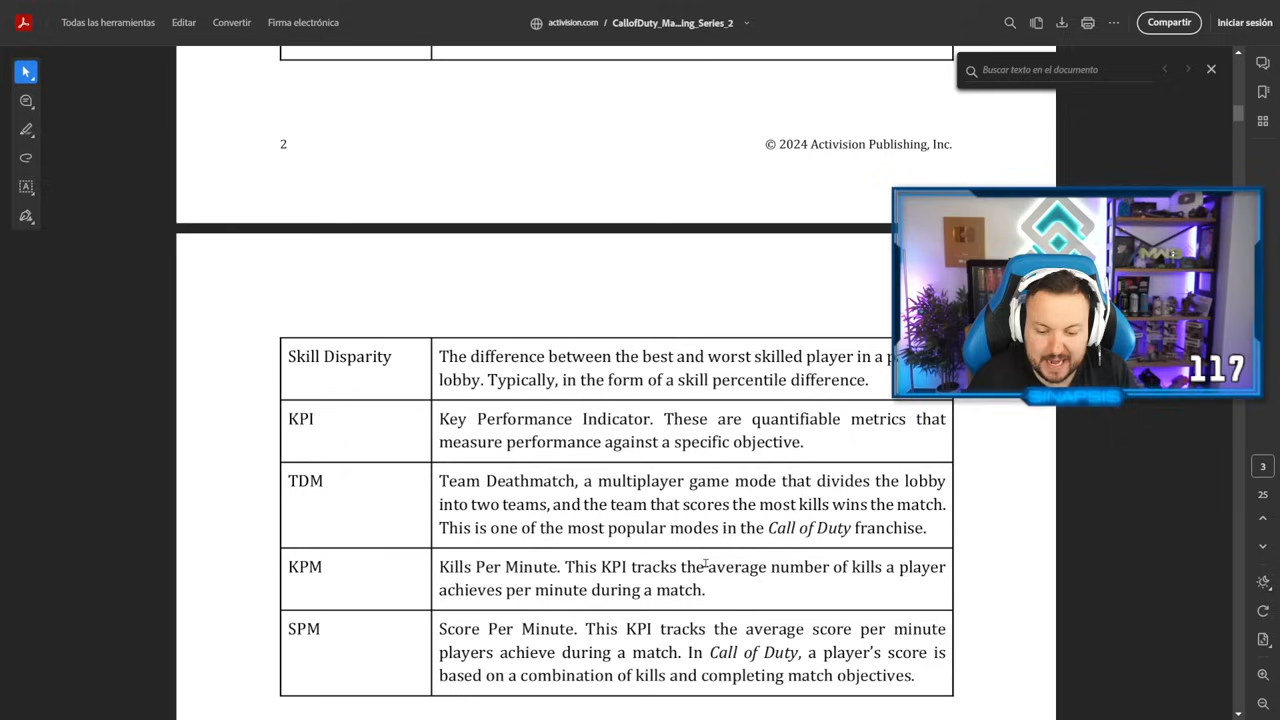 Todas las herramientas
Editar
Convertir
Firma electrónica
activision.com / CallofDuty_Ma...ing_Series_2
Compartir
Iniciar sesión
Buscar texto en el documento
2
© 2024 Activision Publishing, Inc.
Skill Disparity
The difference between the best and worst skilled player in a
lobby. Typically, in the form of a skill percentile difference.
KPI
Key Performance Indicator. These are quantifiable metrics that
measure performance against a specific objective.
TDM
Team Deathmatch, a multiplayer game mode that divides the lobby
into two teams, and the team that scores the most kills wins the match.
This is one of the most popular modes in the Call of Duty franchise.
KPM
Kills Per Minute. This KPI tracks the average number of kills a player
achieves per minute during a match.
SPM
Score Per Minute. This KPI tracks the average score per minute
players achieve during a match. In Call of Duty, a player’s score is
based on a combination of kills and completing match objectives.
117
SINAPSIS
3
25